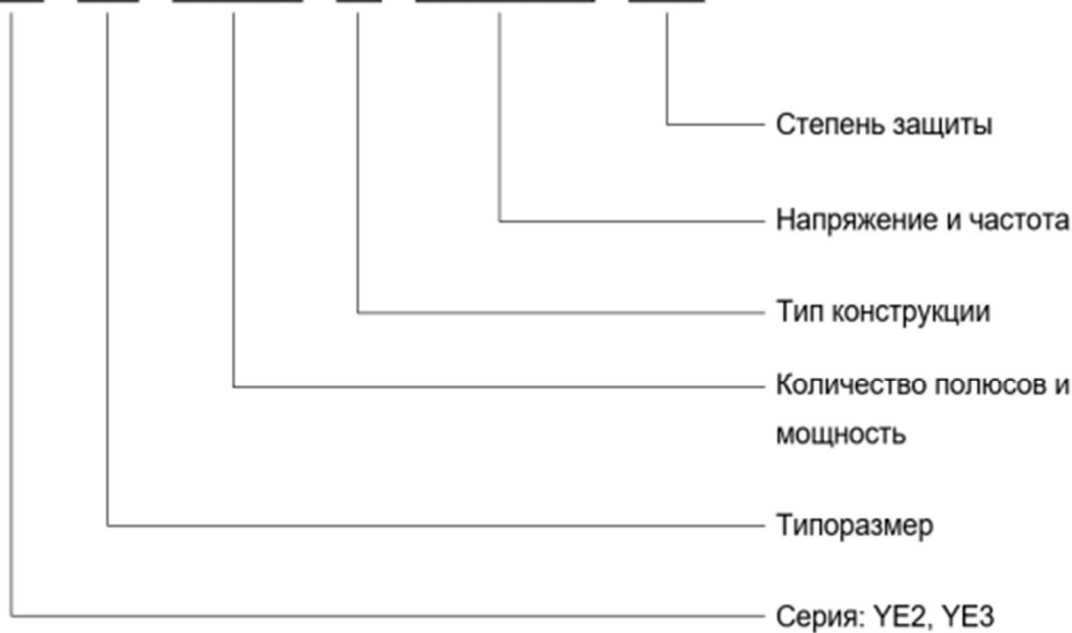 Степень защиты
Напряжение и частота
Тип конструкции
Количество полюсов и
мощность
Типоразмер
Серия: YE2, YE3